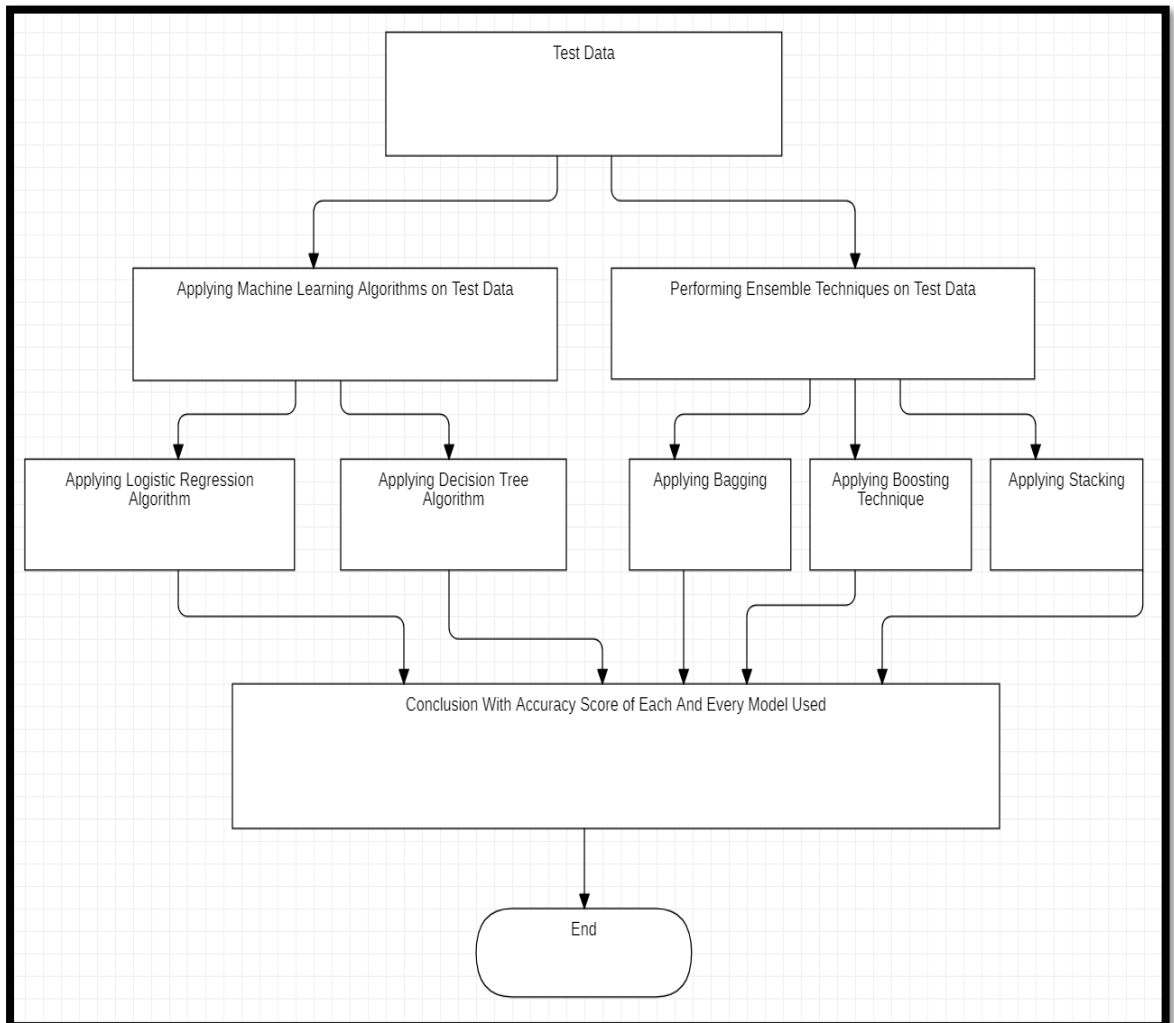 Test Data
Applying Machine Learning Algorithms on Test Data
Performing Ensemble Techniques on Test Data
Applying Logistic Regression
Algorithm
Applying Decision Tree
Algorithm
Applying Bagging
Applying Boosting
Technique
Applying Stacking
Conclusion With Accuracy Score of Each And Every Model Used
End